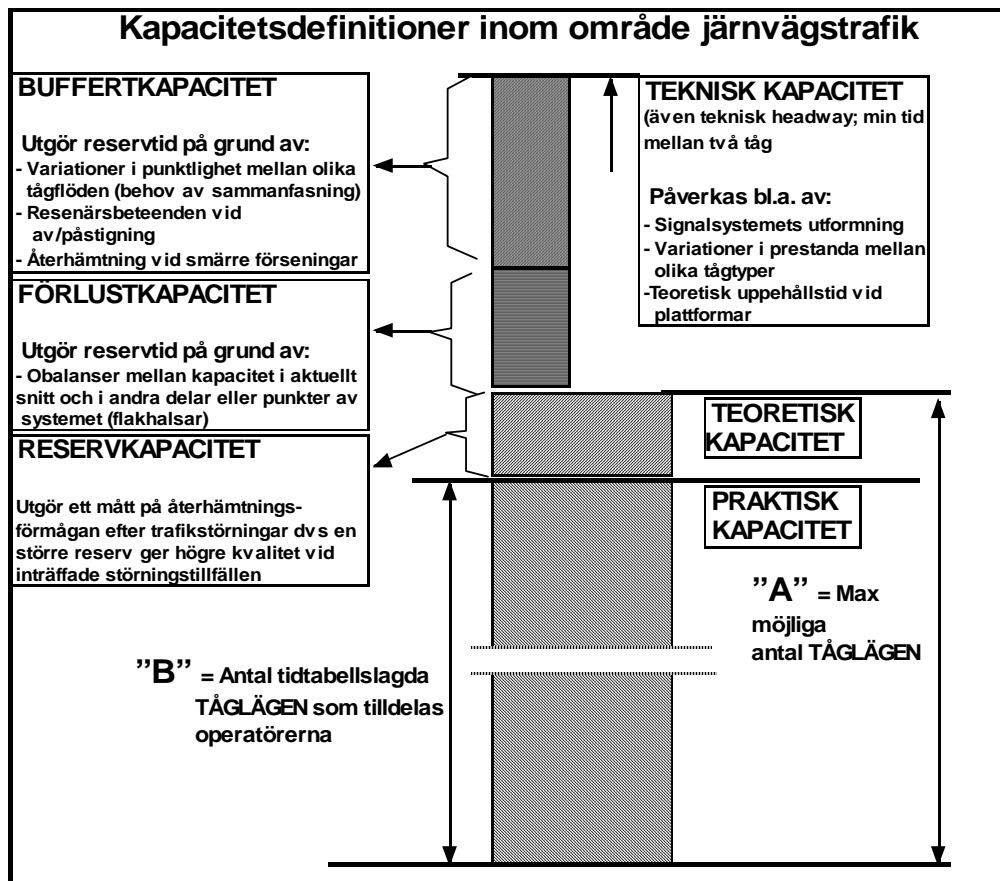 Kapacitetsdefinitioner inom område järnvägstrafik
BUFFERTKAPACITET
Utgör reservtid på grund av:
- Variationer i punktlighet mellan olika
tågflöden (behov av sammanfasning)
- Resenärsbeteenden vid
av/påstigning
- Återhämtning vid smärre förseningar
FÖRLUSTKAPACITET
Utgör reservtid på grund av:
- Obalanser mellan kapacitet i aktuellt
snitt och i andra delar eller punkter av
systemet (flakhalsar)
RESERVKAPACITET
Utgör ett mått på återhämtnings-
förmågan efter trafikstörningar dvs en
större reserv ger högre kvalitet vid
inträffade störningstillfällen
TEKNISK KAPACITET
(även teknisk headway; min tid
mellan två tåg
Påverkas bl.a. av:
- Signalsystemets utformning
- Variationer i prestanda mellan
olika tågtyper
-Teoretisk uppehållstid vid
plattformar
TEORETISK
KAPACITET
PRAKTISK
KAPACITET
”A” = Max
möjliga
antal TÅGLÄGEN
”B” = Antal tidtabellslagda
TÅGLÄGEN som tilldelas
operatörerna